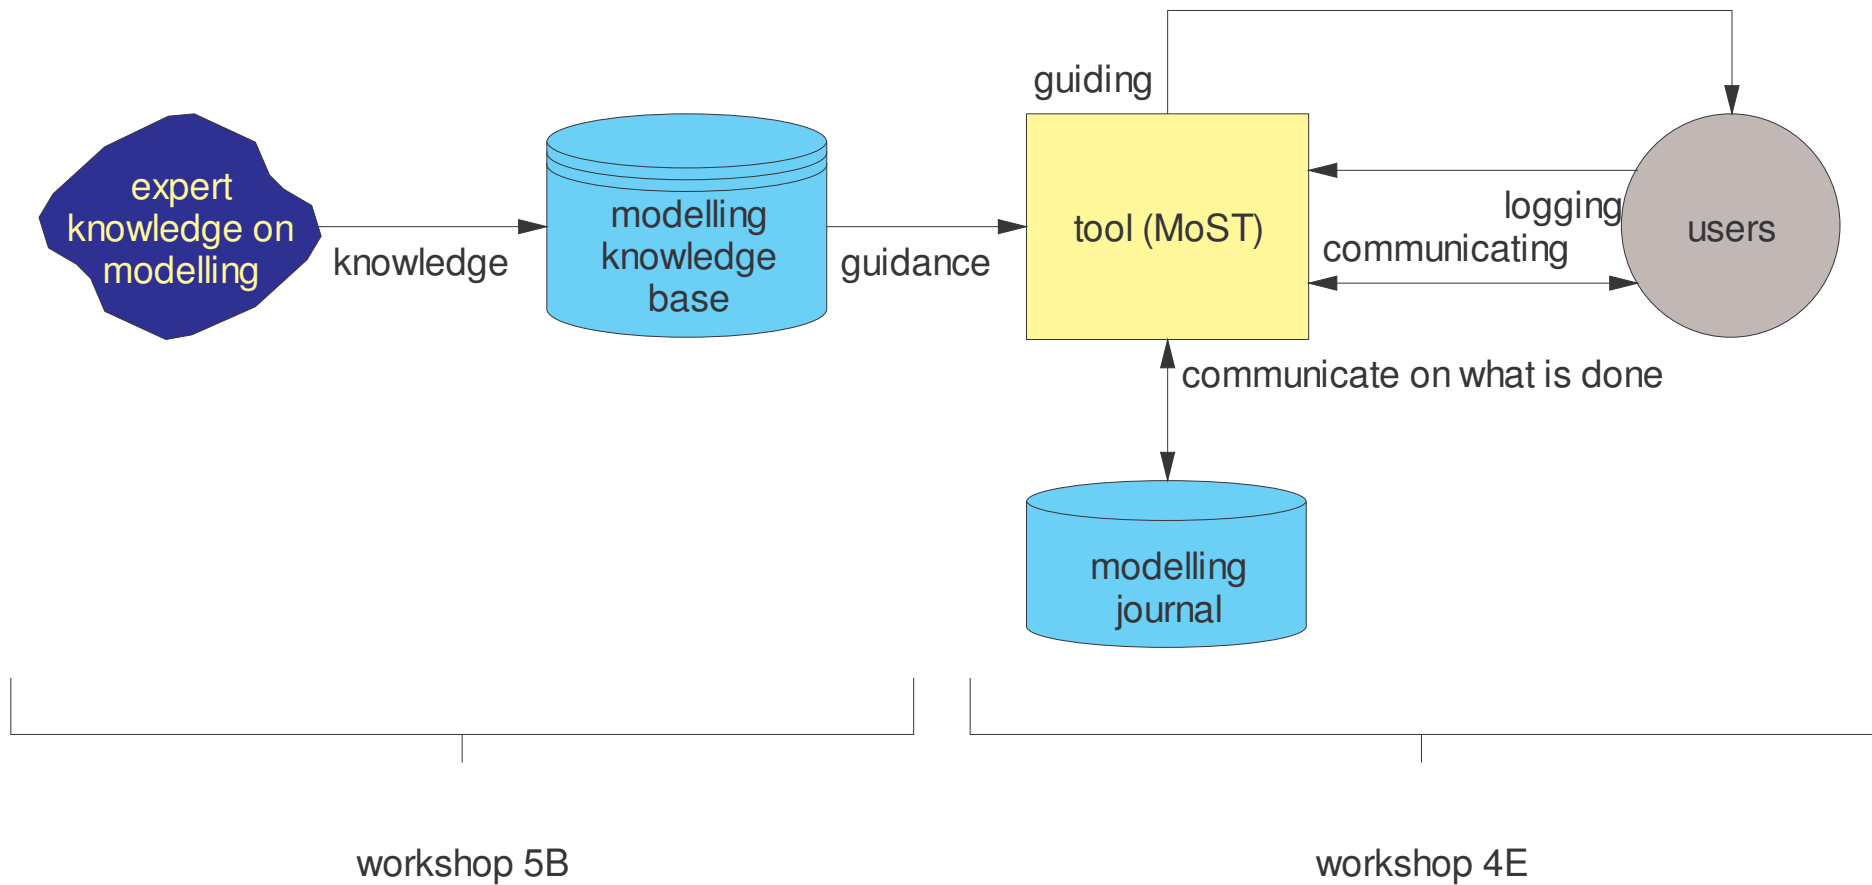 guiding
expert
knowledge on
modelling
knowledge
modelling
knowledge
base
guidance
tool (MoST)
logging
communicating
users
communicate on what is done
modelling
journal
workshop 5B
workshop 4E